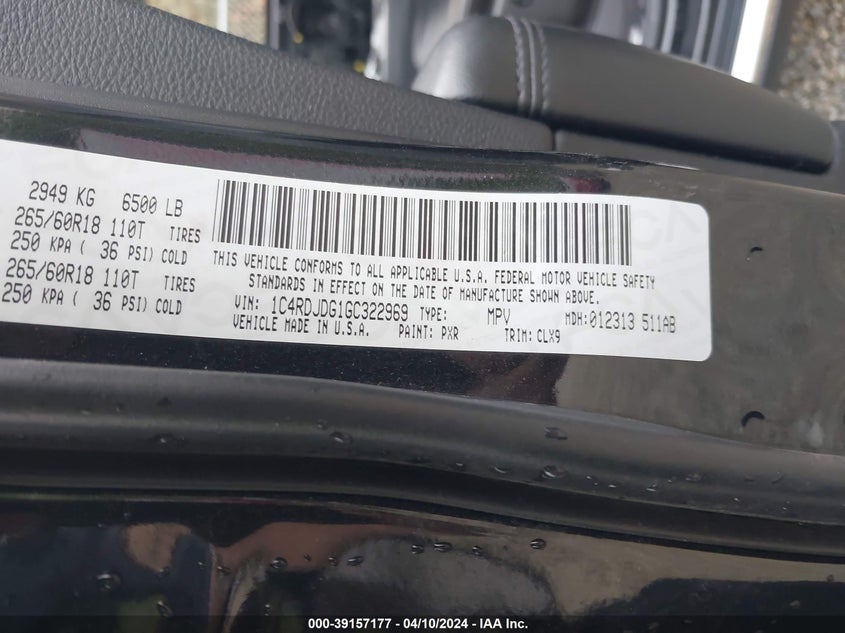 2949 KG 6500 LB
265/60R18 110T TIRES
250 KPA ( 36 PSI) COLD
265/60R18 110T TIRES
250 KPA ( 36 PSI) COLD
THIS VEHICLE CONFORMS TO ALL APPLICABLE U.S.A. FEDERAL MOTOR VEHICLE SAFETY
STANDARDS IN EFFECT ON THE DATE OF MANUFACTURE SHOWN ABOVE.
VIN: 1C4RDJDG1GC322969 TYPE: MPV MDH:012313 511AB
VEHICLE MADE IN U.S.A. PAINT: PXR TRIM: CLX9
000-39157177 - 04/10/2024 - IAA Inc.